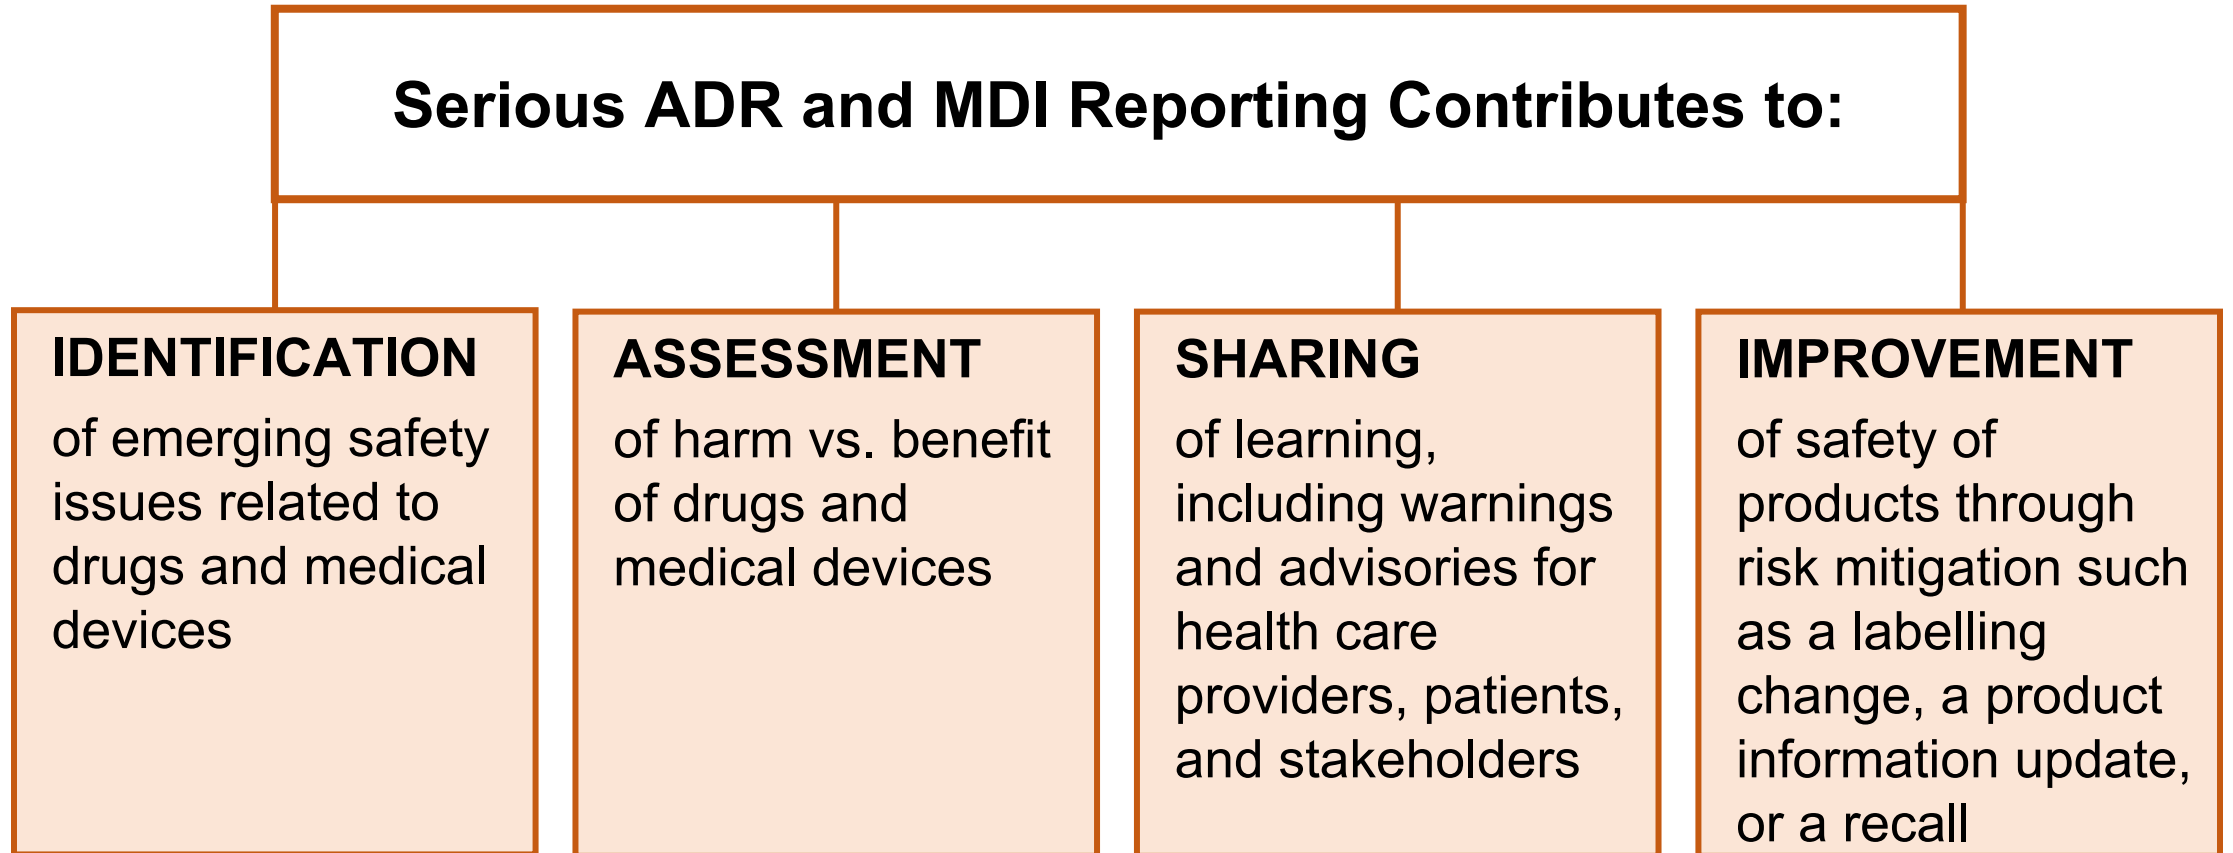 Serious ADR and MDI Reporting Contributes to:
IDENTIFICATION
of emerging safety
issues related to
drugs and medical
devices
ASSESSMENT
of harm vs. benefit
of drugs and
medical devices
SHARING
of learning,
including warnings
and advisories for
health care
providers, patients,
and stakeholders
IMPROVEMENT
of safety of
products through
risk mitigation such
as a labelling
change, a product
information update,
or a recall